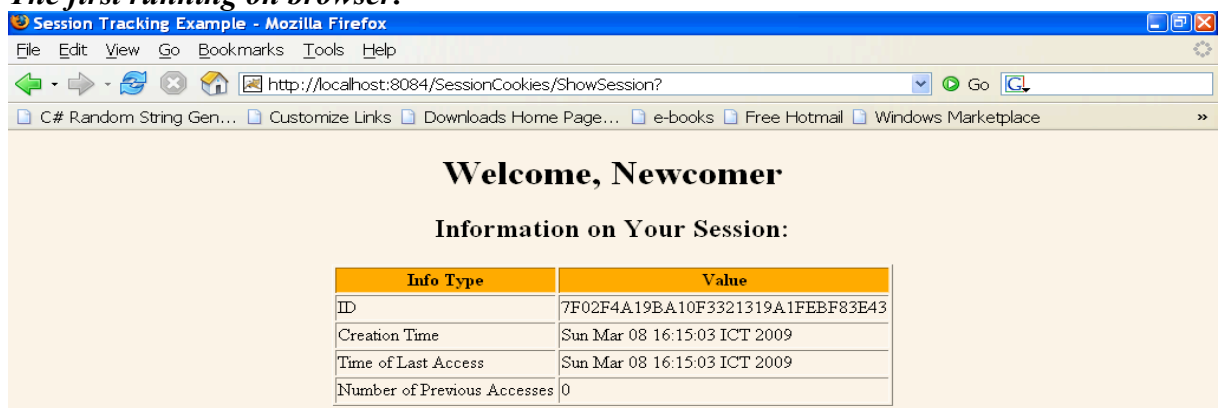 The first running on browser:
Session Tracking Example - Mozilla Firefox
File Edit View Go Bookmarks Tools Help
http://localhost:8084/SessionCookies/ShowSession? Go G
C# Random String Gen... Customize Links Downloads Home Page... e-books Free Hotmail Windows Marketplace »
Welcome, Newcomer
Information on Your Session:
Info Type Value
ID 7F02F4A19BA10F3321319A1FEBF83E43
Creation Time Sun Mar 08 16:15:03 ICT 2009
Time of Last Access Sun Mar 08 16:15:03 ICT 2009
Number of Previous Accesses 0